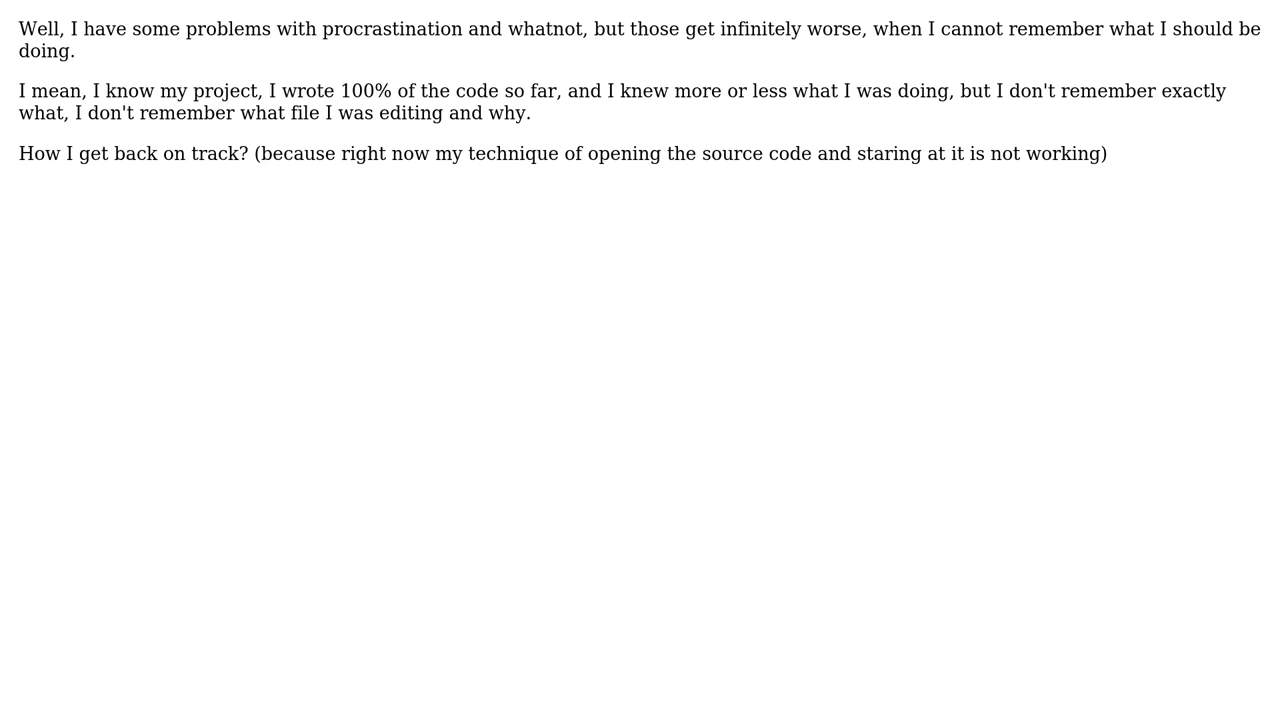 Well, I have some problems with procrastination and whatnot, but those get infinitely worse, when I cannot remember what I should be
doing.
I mean, I know my project, I wrote 100% of the code so far, and I knew more or less what I was doing, but I don't remember exactly
what, I don't remember what file I was editing and why.
How I get back on track? (because right now my technique of opening the source code and staring at it is not working)